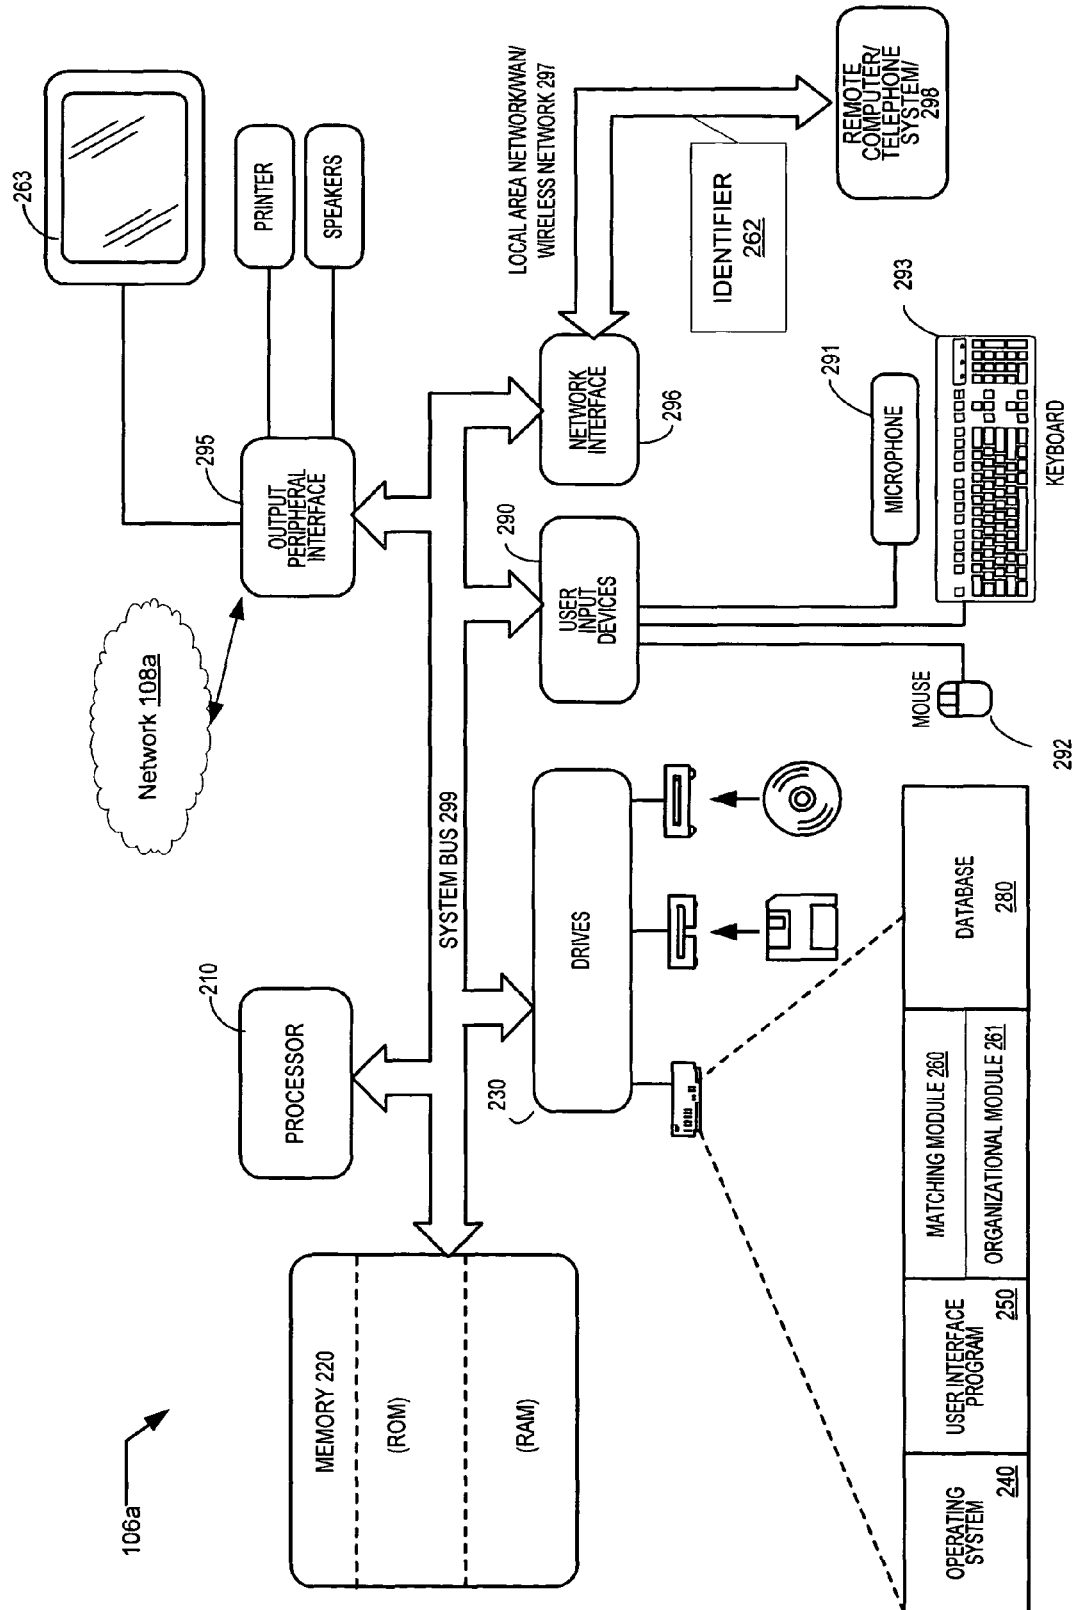 106a
MEMORY 220
(ROM)
(RAM)
PROCESSOR
210
Network 108a
OUTPUT
PERIPHERAL
INTERFACE
295
263
PRINTER
SPEAKERS
SYSTEM BUS 299
DRIVES
230
USER
INPUT
DEVICES
290
NETWORK
INTERFACE
296
LOCAL AREA NETWORK/WAN/
WIRELESS NETWORK 297
IDENTIFIER
262
REMOTE
COMPUTER/
TELEPHONE
SYSTEM/
298
MICROPHONE
291
293
KEYBOARD
MOUSE
292
OPERATING
SYSTEM
240
USER INTERFACE
PROGRAM
250
MATCHING MODULE 260
ORGANIZATIONAL MODULE 261
DATABASE
280